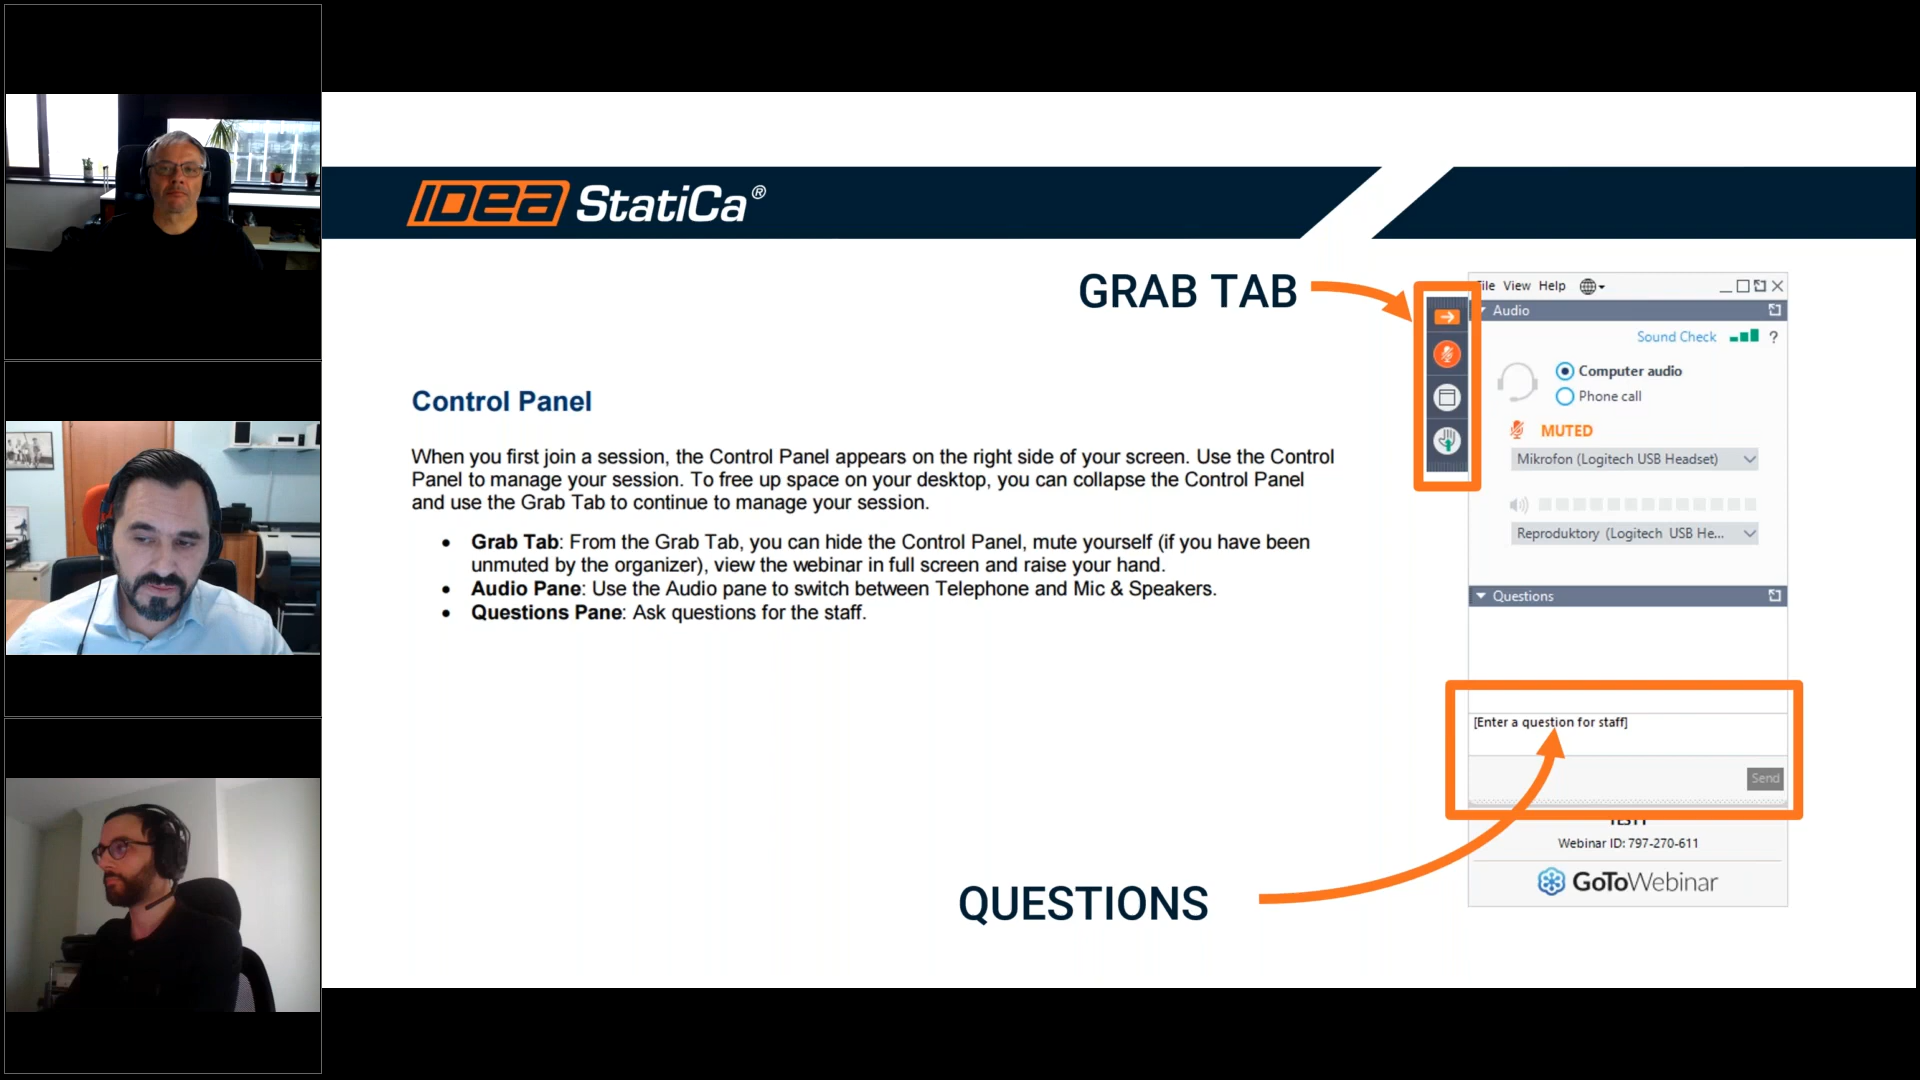 IDEA StatiCa®
GRAB TAB
Control Panel
When you first join a session, the Control Panel appears on the right side of your screen. Use the Control
Panel to manage your session. To free up space on your desktop, you can collapse the Control Panel
and use the Grab Tab to continue to manage your session.
• Grab Tab: From the Grab Tab, you can hide the Control Panel, mute yourself (if you have been
unmuted by the organizer), view the webinar in full screen and raise your hand.
• Audio Pane: Use the Audio pane to switch between Telephone and Mic & Speakers.
• Questions Pane: Ask questions for the staff.
QUESTIONS
View Help
Audio
Sound Check ?
Computer audio
Phone call
MUTED
Mikrofon (Logitech USB Headset)
Reproduktory (Logitech USB He...
Questions
[Enter a question for staff]
Send
Webinar ID: 797-270-611
GoToWebinar